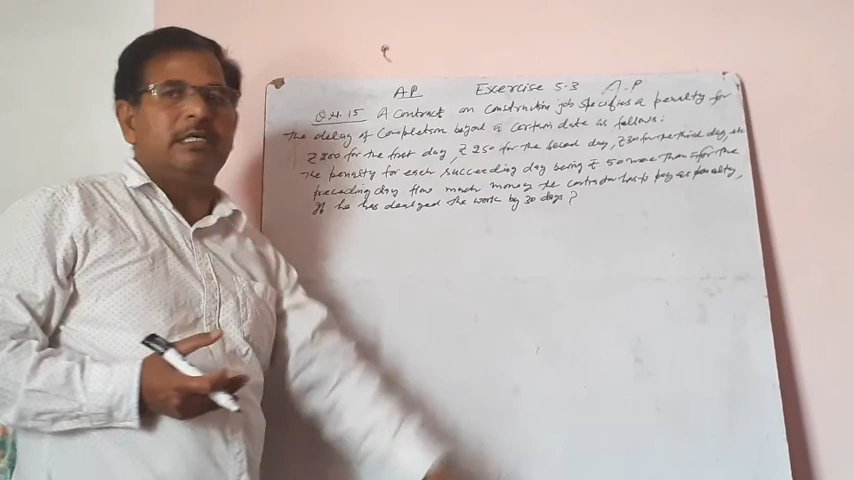 AP Exercise 5.3 A.P
Q.N.15 A contract on construction job specifies a penalty for
the delay of completion beyond a certain date as follows:
₹200 for the first day, ₹250 for the second day, ₹300 for the third day, etc
the penalty for each succeeding day being ₹ 50 more than for the
preceding day. How much money the contractor has to pay as penalty,
if he has delayed the work by 30 days?